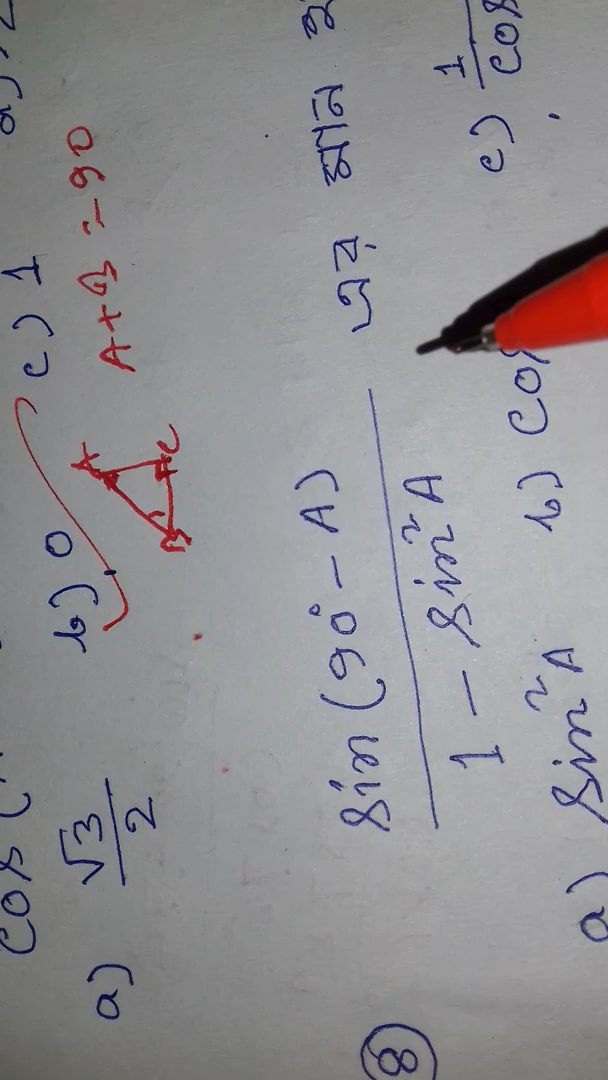 cos (
a) √3/2 b) 0 c) 1
A B C
A + B = 90
8 sin (90° - A) / 1 - sin²A এর মান
a) sin²A b) cos c) 1/cos